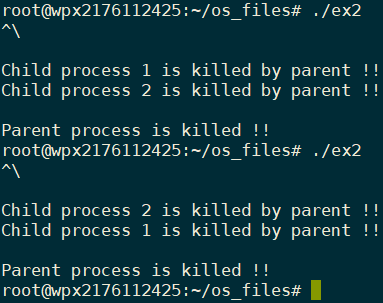 root@wpx2176112425:~/os_files# ./ex2
^\
Child process 1 is killed by parent !!
Child process 2 is killed by parent !!
Parent process is killed !!
root@wpx2176112425:~/os_files# ./ex2
^\
Child process 2 is killed by parent !!
Child process 1 is killed by parent !!
Parent process is killed !!
root@wpx2176112425:~/os_files#